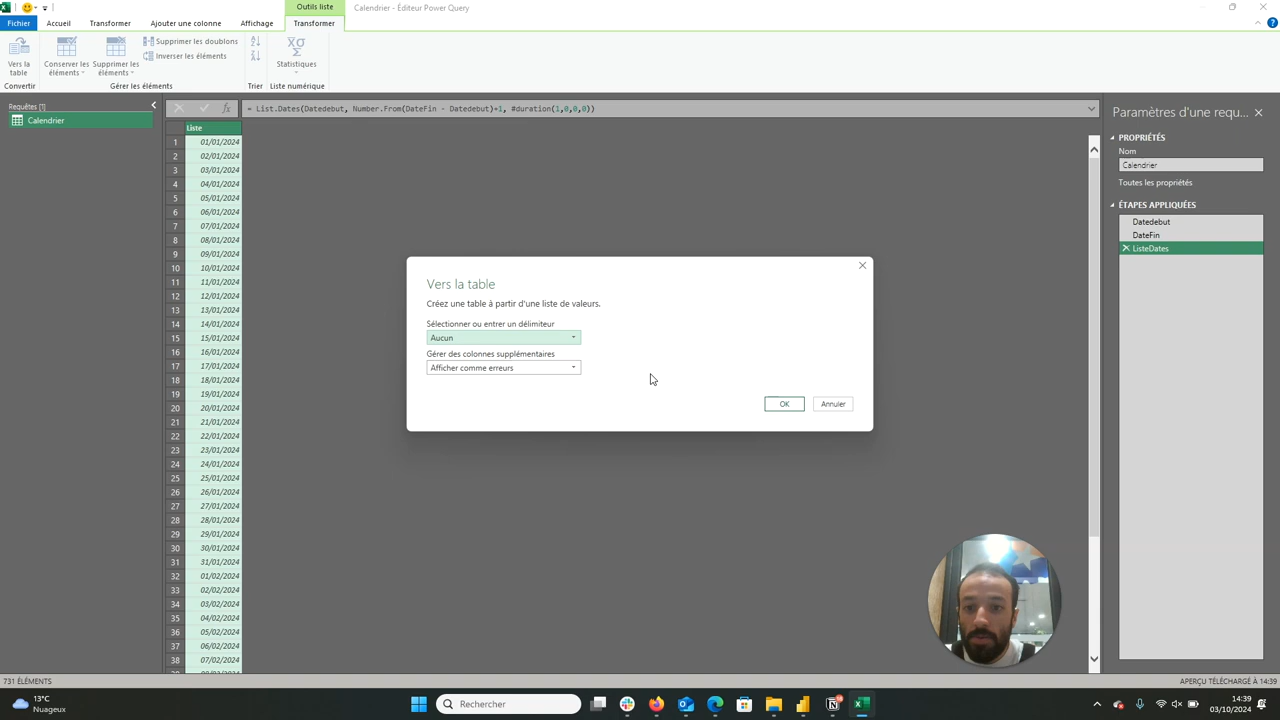 Outils liste
Calendrier - Éditeur Power Query
Fichier
Accueil
Transformer
Ajouter une colonne
Affichage
Transformer
Vers la table
Conserver les éléments
Supprimer les éléments
Supprimer les doublons
Inverser les éléments
Statistiques
Convertir
Gérer les éléments
Trier
Liste numérique
Requêtes [1]
Calendrier
fx
= List.Dates(Datedebut, Number.From(DateFin - Datedebut)+1, #duration(1,0,0,0))
Liste
1 01/01/2024
2 02/01/2024
3 03/01/2024
4 04/01/2024
5 05/01/2024
6 06/01/2024
7 07/01/2024
8 08/01/2024
9 09/01/2024
10 10/01/2024
11 11/01/2024
12 12/01/2024
13 13/01/2024
14 14/01/2024
15 15/01/2024
16 16/01/2024
17 17/01/2024
18 18/01/2024
19 19/01/2024
20 20/01/2024
21 21/01/2024
22 22/01/2024
23 23/01/2024
24 24/01/2024
25 25/01/2024
26 26/01/2024
27 27/01/2024
28 28/01/2024
29 29/01/2024
30 30/01/2024
31 31/01/2024
32 01/02/2024
33 02/02/2024
34 03/02/2024
35 04/02/2024
36 05/02/2024
37 06/02/2024
38 07/02/2024
Vers la table
Créez une table à partir d'une liste de valeurs.
Sélectionner ou entrer un délimiteur
Aucun
Gérer des colonnes supplémentaires
Afficher comme erreurs
OK
Annuler
Paramètres d'une requ...
PROPRIÉTÉS
Nom
Calendrier
Toutes les propriétés
ÉTAPES APPLIQUÉES
Datedebut
DateFin
ListeDates
731 ÉLÉMENTS
APERÇU TÉLÉCHARGÉ À 14:39
13°C
Nuageux
Rechercher
14:39
03/10/2024